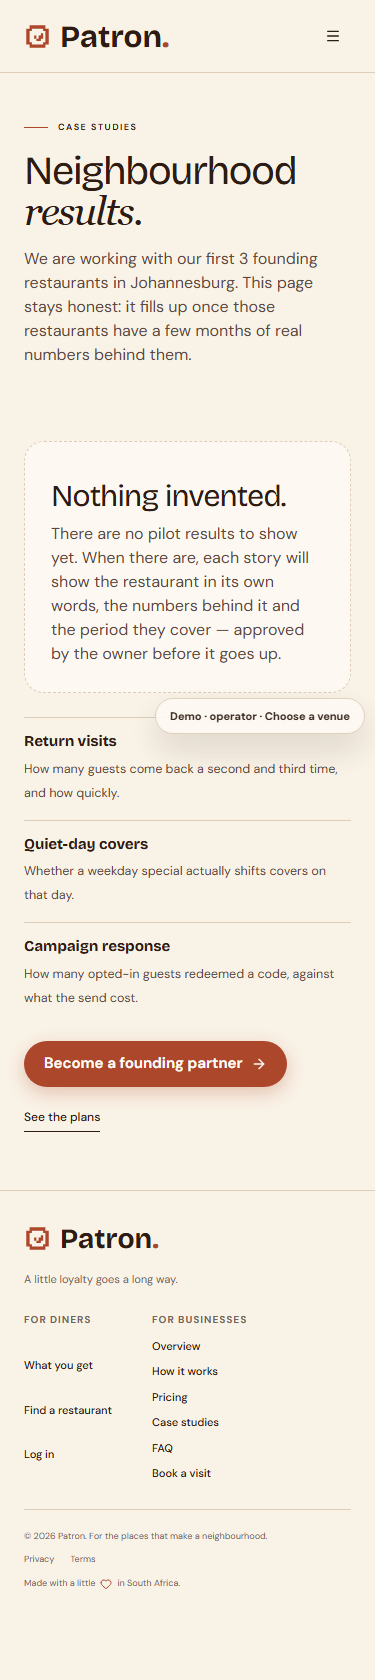 Patron.
CASE STUDIES
Neighbourhood
results.
We are working with our first 3 founding
restaurants in Johannesburg. This page
stays honest: it fills up once those
restaurants have a few months of real
numbers behind them.
Nothing invented.
There are no pilot results to show
yet. When there are, each story will
show the restaurant in its own
words, the numbers behind it and
the period they cover — approved
by the owner before it goes up.
Demo · operator · Choose a venue
Return visits
How many guests come back a second and third time,
and how quickly.
Quiet-day covers
Whether a weekday special actually shifts covers on
that day.
Campaign response
How many opted-in guests redeemed a code, against
what the send cost.
Become a founding partner →
See the plans
Patron.
A little loyalty goes a long way.
FOR DINERS
What you get
Find a restaurant
Log in
FOR BUSINESSES
Overview
How it works
Pricing
Case studies
FAQ
Book a visit
© 2026 Patron. For the places that make a neighbourhood.
Privacy Terms
Made with a little ♡ in South Africa.